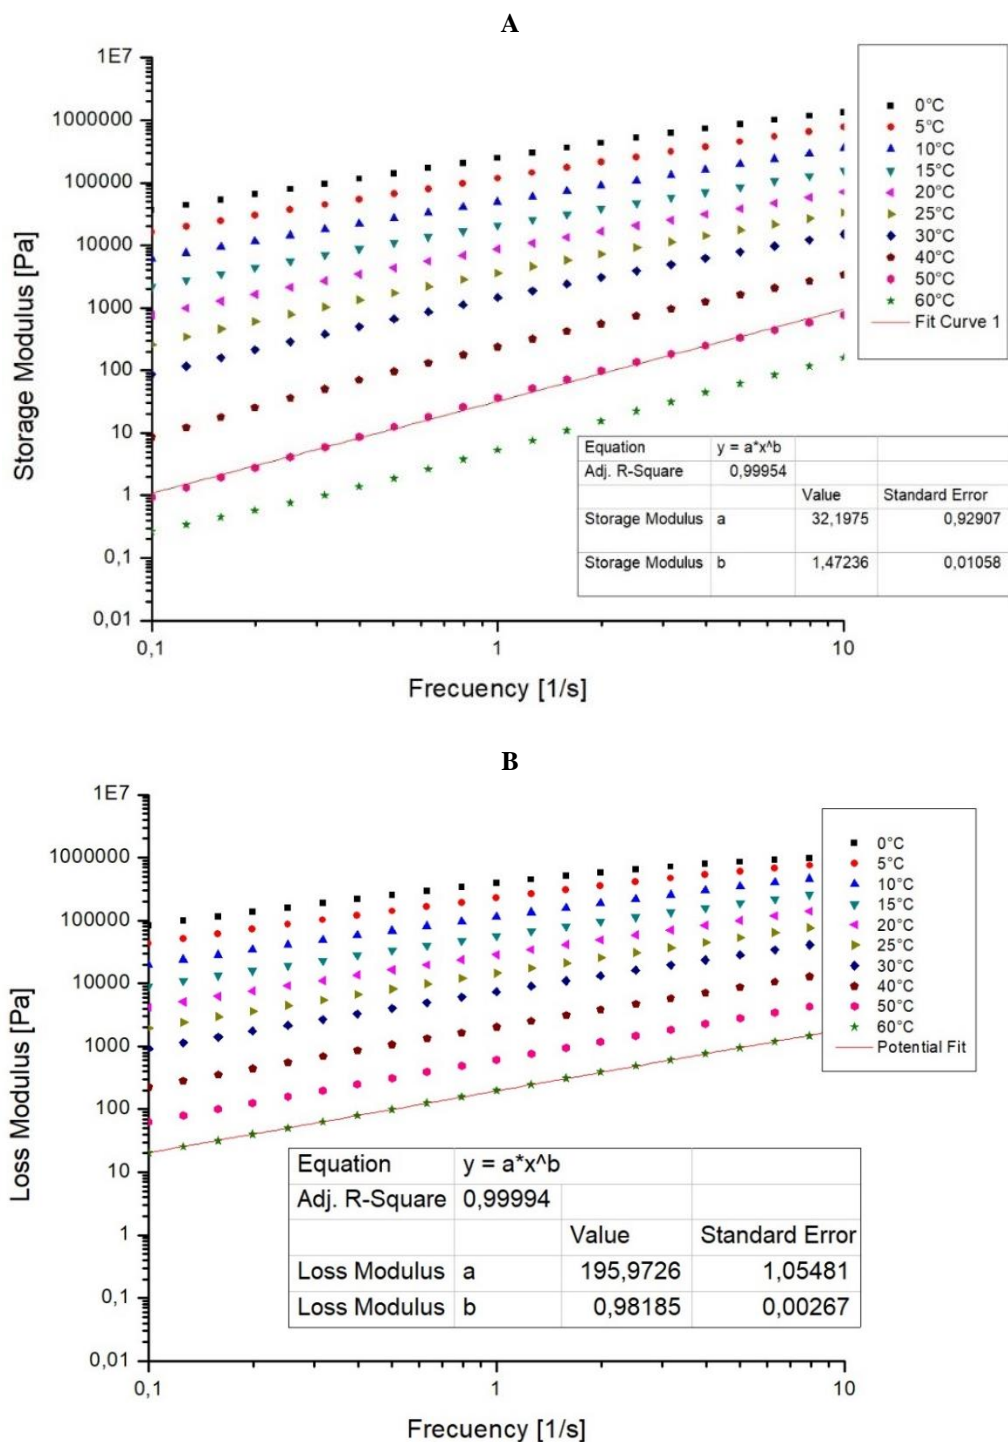 A
1E7
1000000
100000
10000
1000
100
10
1
0,1
0,01
Storage Modulus [Pa]
0,1
1
10
Frecuency [1/s]
0°C
5°C
10°C
15°C
20°C
25°C
30°C
40°C
50°C
60°C
Fit Curve 1
Equation y = a*x^b
Adj. R-Square 0,99954
Value Standard Error
Storage Modulus a 32,1975 0,92907
Storage Modulus b 1,47236 0,01058
B
1E7
1000000
100000
10000
1000
100
10
1
0,1
0,01
Loss Modulus [Pa]
0,1
1
10
Frecuency [1/s]
0°C
5°C
10°C
15°C
20°C
25°C
30°C
40°C
50°C
60°C
Potential Fit
Equation y = a*x^b
Adj. R-Square 0,99994
Value Standard Error
Loss Modulus a 195,9726 1,05481
Loss Modulus b 0,98185 0,00267